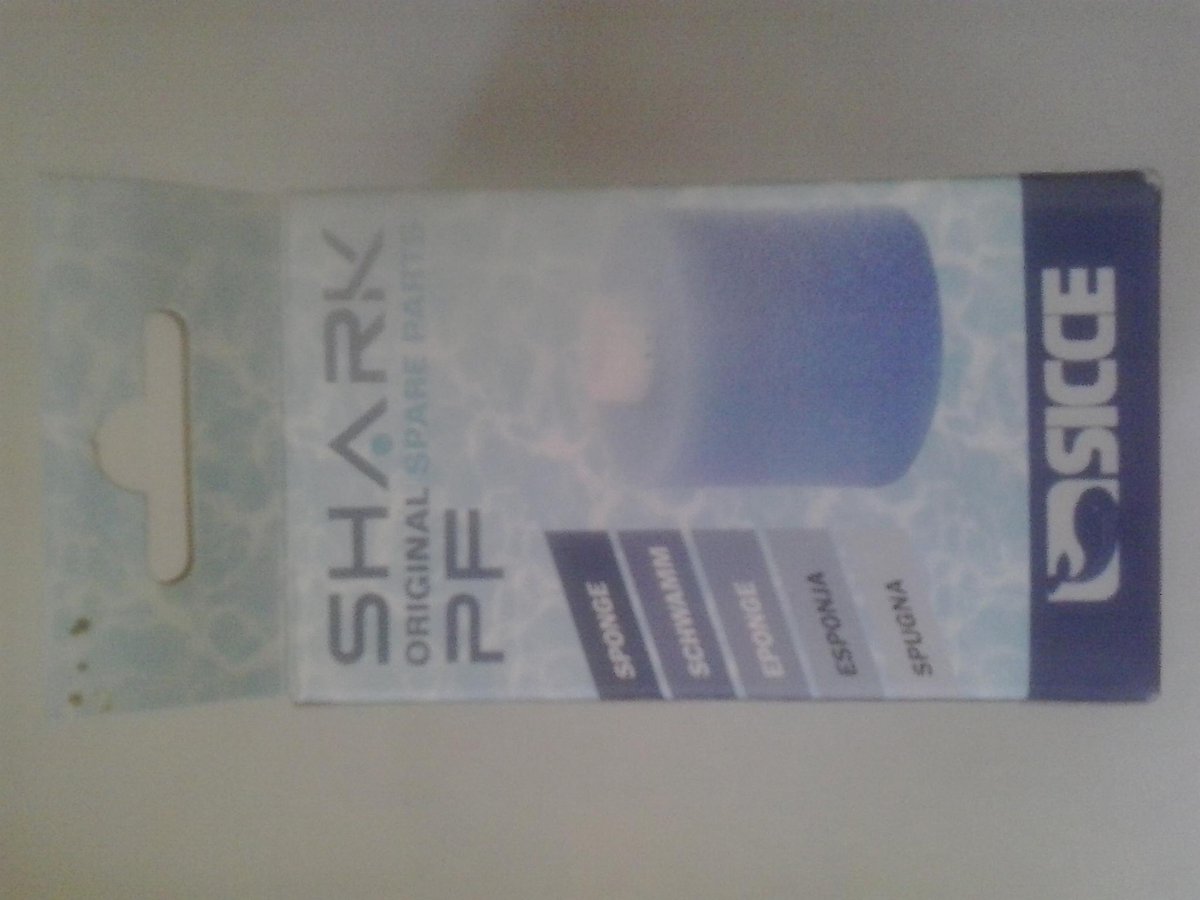 SHARK
ORIGINAL SPARE PARTS
PF
SPONGE
SCHWAMM
EPONGE
ESPONJA
SPUGNA
SICCE